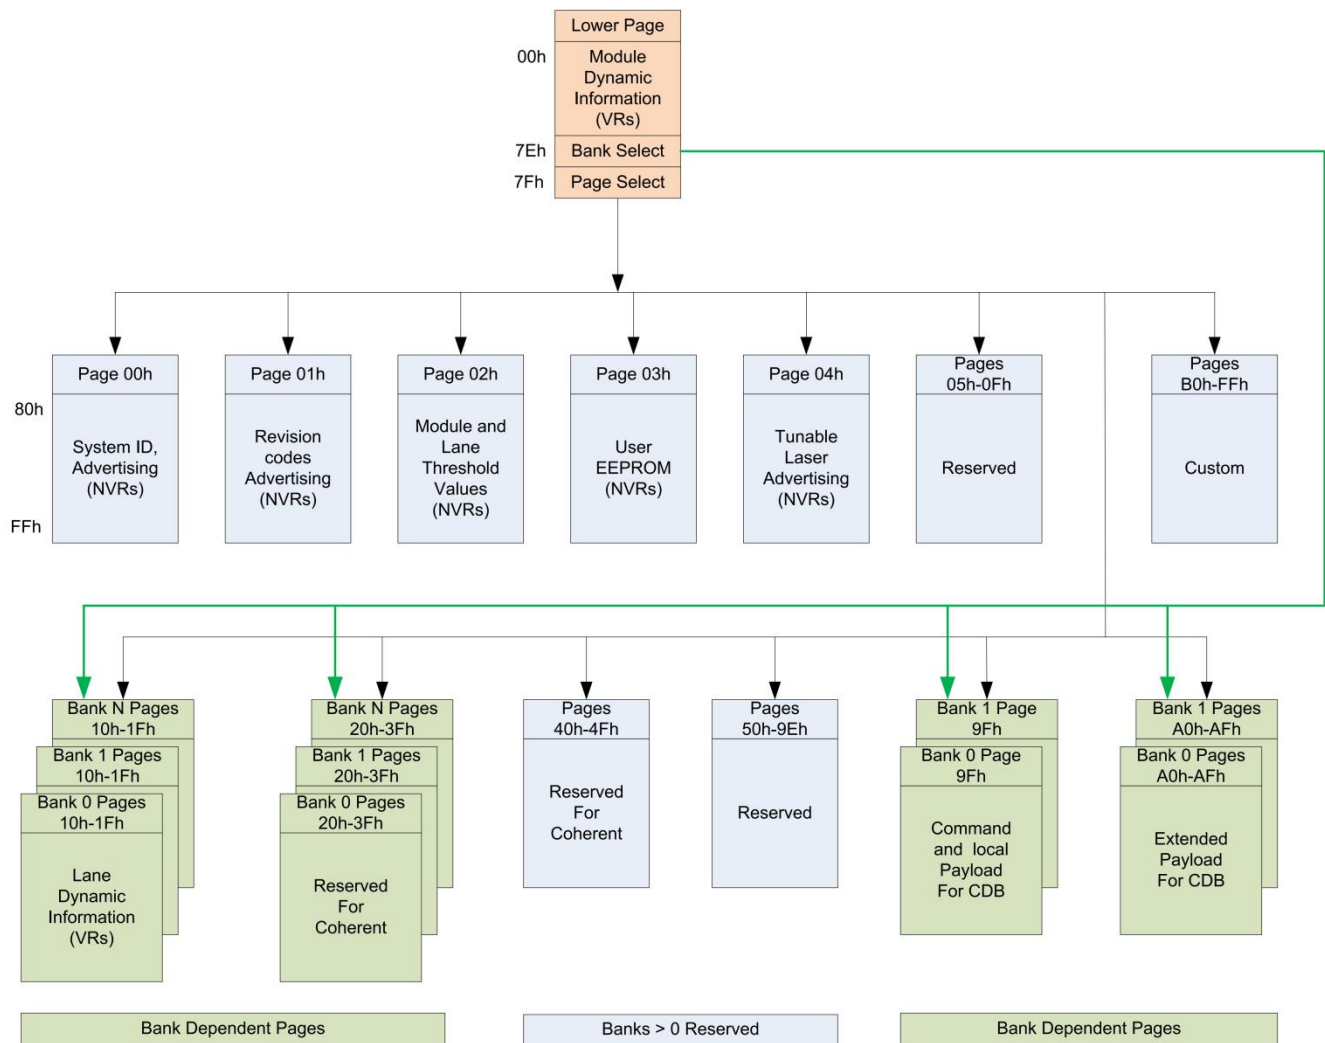 Lower Page
00h
Module
Dynamic
Information
(VRs)
7Eh
Bank Select
7Fh
Page Select
Page 00h
80h
System ID,
Advertising
(NVRs)
FFh
Page 01h
Revision
codes
Advertising
(NVRs)
Page 02h
Module and
Lane
Threshold
Values
(NVRs)
Page 03h
User
EEPROM
(NVRs)
Page 04h
Tunable
Laser
Advertising
(NVRs)
Pages
05h-0Fh
Reserved
Pages
B0h-FFh
Custom
Bank N Pages
10h-1Fh
Bank 1 Pages
10h-1Fh
Bank 0 Pages
10h-1Fh
Lane
Dynamic
Information
(VRs)
Bank N Pages
20h-3Fh
Bank 1 Pages
20h-3Fh
Bank 0 Pages
20h-3Fh
Reserved
For
Coherent
Pages
40h-4Fh
Reserved
For
Coherent
Pages
50h-9Eh
Reserved
Bank 1 Page
9Fh
Bank 0 Page
9Fh
Command
and local
Payload
For CDB
Bank 1 Pages
A0h-AFh
Bank 0 Pages
A0h-AFh
Extended
Payload
For CDB
Bank Dependent Pages
Banks > 0 Reserved
Bank Dependent Pages